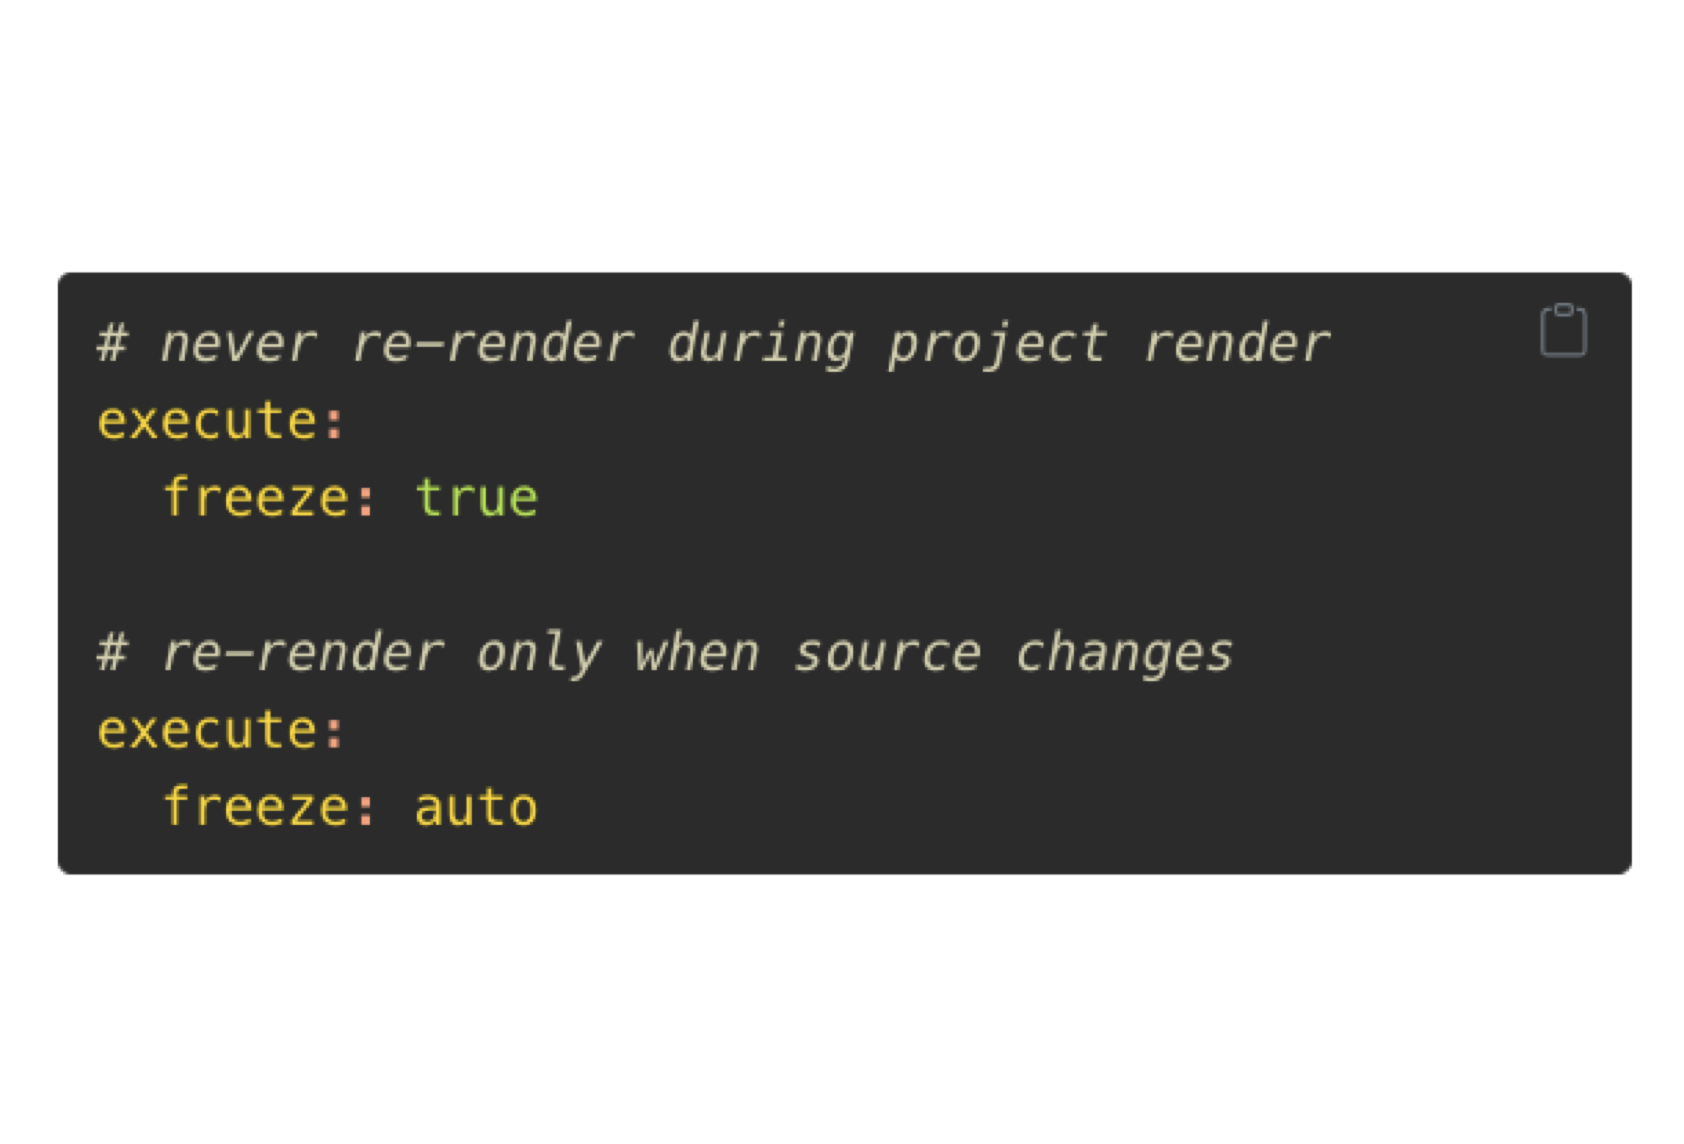 # never re-render during project render
execute:
  freeze: true
# re-render only when source changes
execute:
  freeze: auto